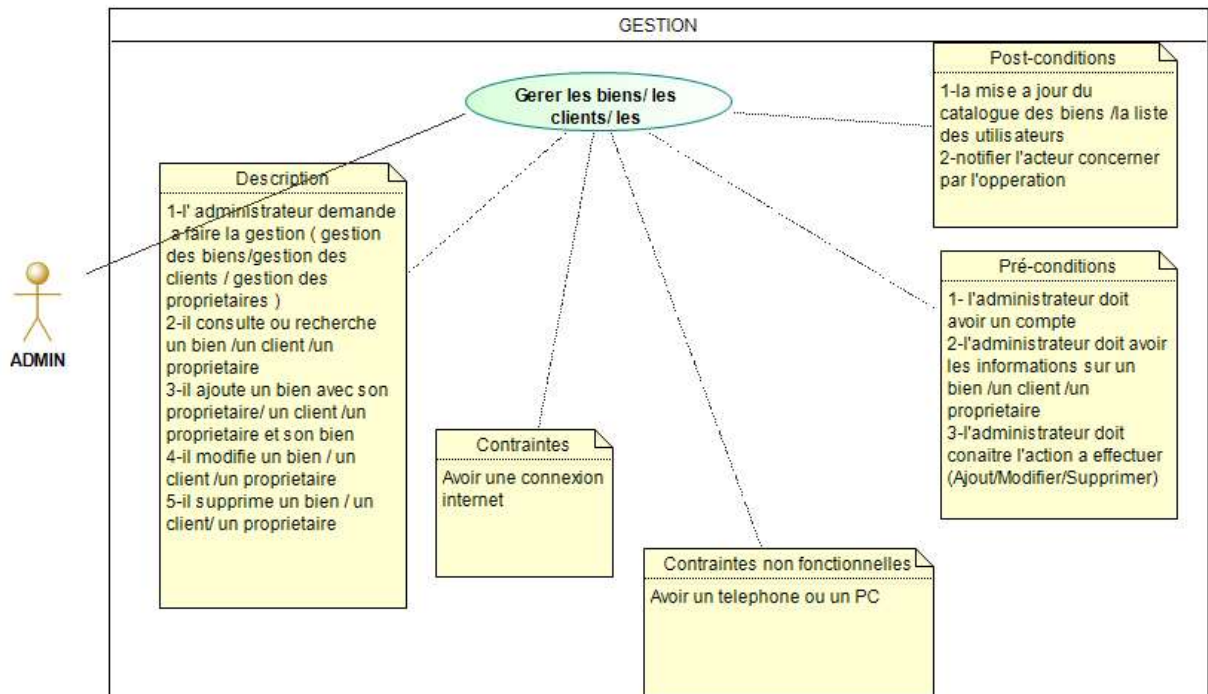 GESTION
Gerer les biens/ les
clients/ les
Post-conditions
1-la mise a jour du
catalogue des biens /la liste
des utilisateurs
2-notifier l'acteur concerner
par l'opperation
Description
1-l' administrateur demande
a faire la gestion ( gestion
des biens/gestion des
clients / gestion des
proprietaires )
2-il consulte ou recherche
un bien /un client /un
proprietaire
3-il ajoute un bien avec son
proprietaire/ un client /un
proprietaire et son bien
4-il modifie un bien / un
client /un proprietaire
5-il supprime un bien / un
client/ un proprietaire
ADMIN
Pré-conditions
1- l'administrateur doit
avoir un compte
2-l'administrateur doit avoir
les informations sur un
bien /un client /un
proprietaire
3-l'administrateur doit
conaitre l'action a effectuer
(Ajout/Modifier/Supprimer)
Contraintes
Avoir une connexion
internet
Contraintes non fonctionnelles
Avoir un telephone ou un PC